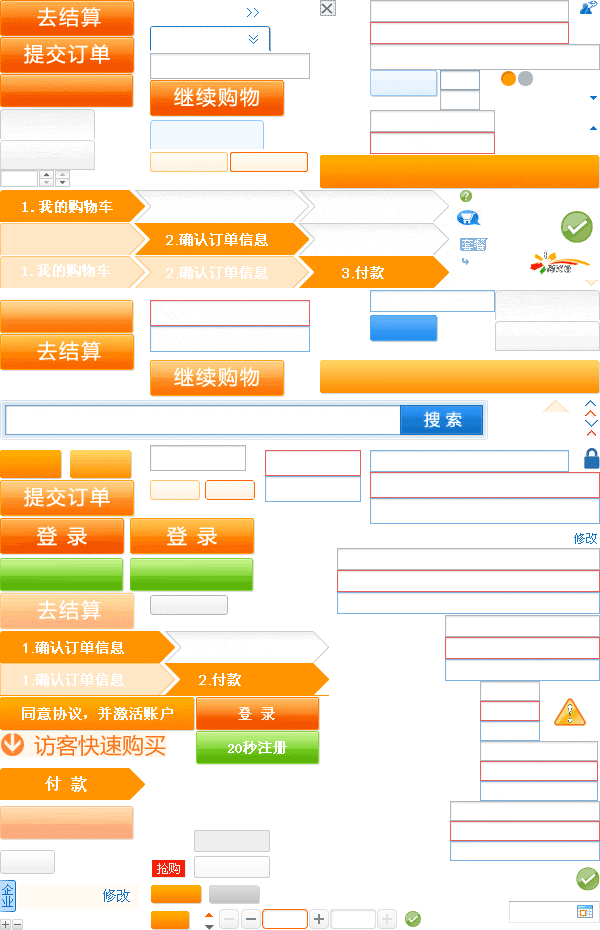 去结算
提交订单
继续购物
1.我的购物车
2.确认订单信息
套餐
1.我的购物车 2.确认订单信息 3.付款
去结算
继续购物
搜索
提交订单
登录 登录
修改
去结算
1.确认订单信息
1.确认订单信息 2.付款
同意协议，并激活账户 登录
访客快速购买
20秒注册
付款
抢购
企业
修改